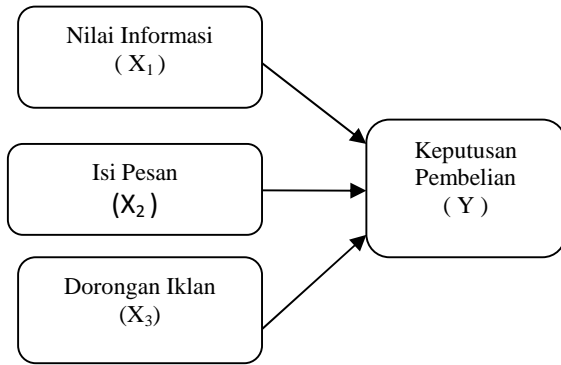 Nilai Informasi
( X₁ )
Isi Pesan
(X₂ )
Dorongan Iklan
(X₃)
Keputusan
Pembelian
( Y )